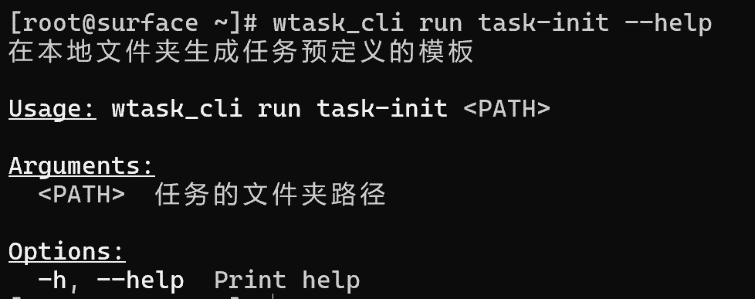 [root@surface ~]# wtask_cli run task-init --help
在本地文件夹生成任务预定义的模板
Usage: wtask_cli run task-init <PATH>
Arguments:
<PATH> 任务的文件夹路径
Options:
-h, --help Print help